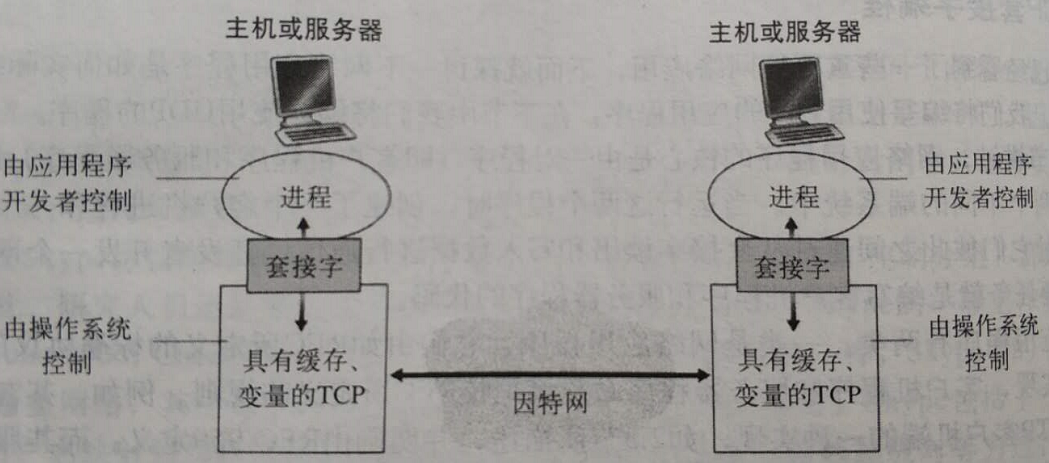 主机或服务器
主机或服务器
由应用程序
开发者控制
进程
进程
由应用程序
开发者控制
套接字
套接字
由操作系统
控制
具有缓存、
变量的TCP
因特网
具有缓存、
变量的TCP
由操作系统
控制